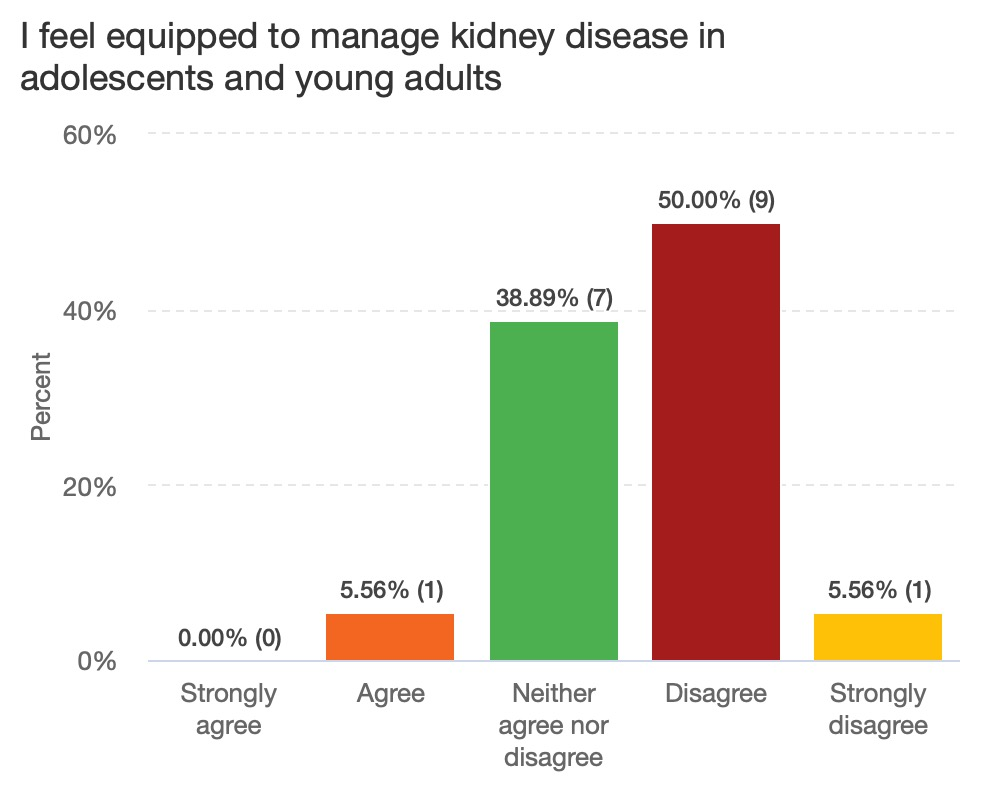 I feel equipped to manage kidney disease in
adolescents and young adults
60%
50.00% (9)
38.89% (7)
40%
Percent
20%
5.56% (1)
5.56% (1)
0.00% (0)
0%
Strongly
agree
Agree
Neither
agree nor
disagree
Disagree
Strongly
disagree